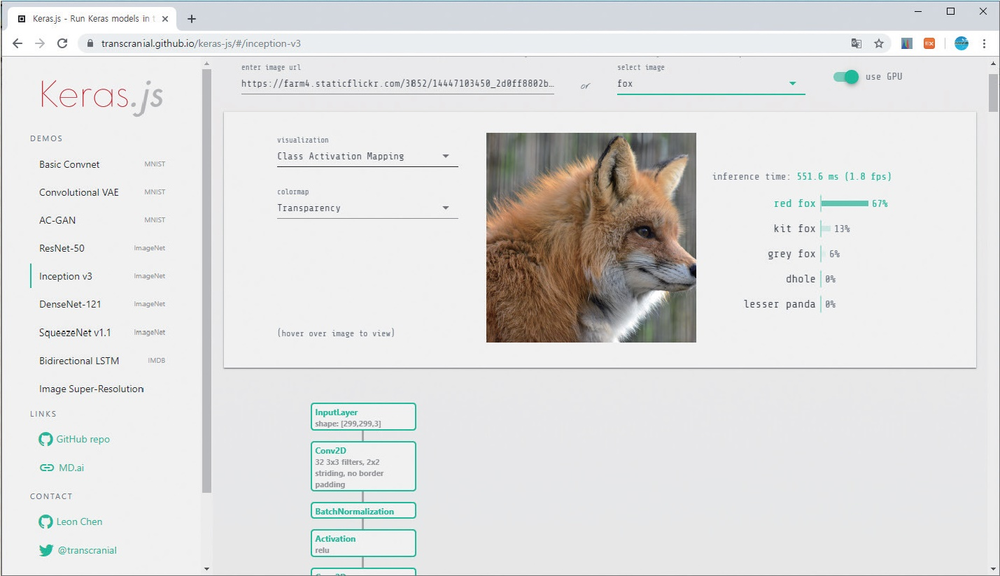 Keras.js - Run Keras models in t
transcranial.github.io/keras-js/#/inception-v3
Keras.js
DEMOS
Basic Convnet MNIST
Convolutional VAE MNIST
AC-GAN MNIST
ResNet-50 ImageNet
Inception v3 ImageNet
DenseNet-121 ImageNet
SqueezeNet v1.1 ImageNet
Bidirectional LSTM IMDB
Image Super-Resolution
LINKS
GitHub repo
MD.ai
CONTACT
Leon Chen
@transcranial
enter image url
https://farm4.staticflickr.com/3852/14447103450_2d0ff8802b…
or
select image
fox
use GPU
visualization
Class Activation Mapping
colormap
Transparency
(hover over image to view)
inference time: 551.6 ms (1.8 fps)
red fox 67%
kit fox 13%
grey fox 6%
dhole 0%
lesser panda 0%
InputLayer
shape: [299,299,3]
Conv2D
32 3x3 filters, 2x2
striding, no border
padding
BatchNormalization
Activation
relu